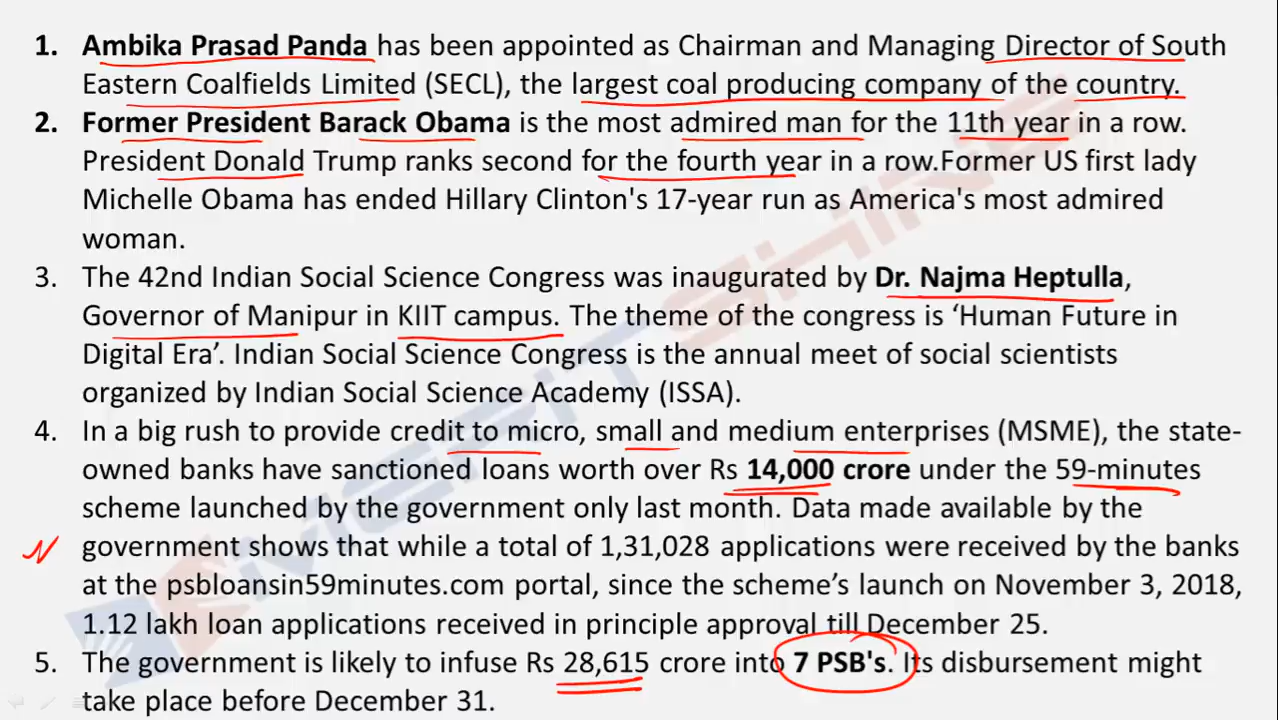 1. Ambika Prasad Panda has been appointed as Chairman and Managing Director of South
Eastern Coalfields Limited (SECL), the largest coal producing company of the country.
2. Former President Barack Obama is the most admired man for the 11th year in a row.
President Donald Trump ranks second for the fourth year in a row.Former US first lady
Michelle Obama has ended Hillary Clinton's 17-year run as America's most admired
woman.
3. The 42nd Indian Social Science Congress was inaugurated by Dr. Najma Heptulla,
Governor of Manipur in KIIT campus. The theme of the congress is ‘Human Future in
Digital Era’. Indian Social Science Congress is the annual meet of social scientists
organized by Indian Social Science Academy (ISSA).
4. In a big rush to provide credit to micro, small and medium enterprises (MSME), the state-
owned banks have sanctioned loans worth over Rs 14,000 crore under the 59-minutes
scheme launched by the government only last month. Data made available by the
government shows that while a total of 1,31,028 applications were received by the banks
at the psbloansin59minutes.com portal, since the scheme’s launch on November 3, 2018,
1.12 lakh loan applications received in principle approval till December 25.
5. The government is likely to infuse Rs 28,615 crore into 7 PSB's. Its disbursement might
take place before December 31.